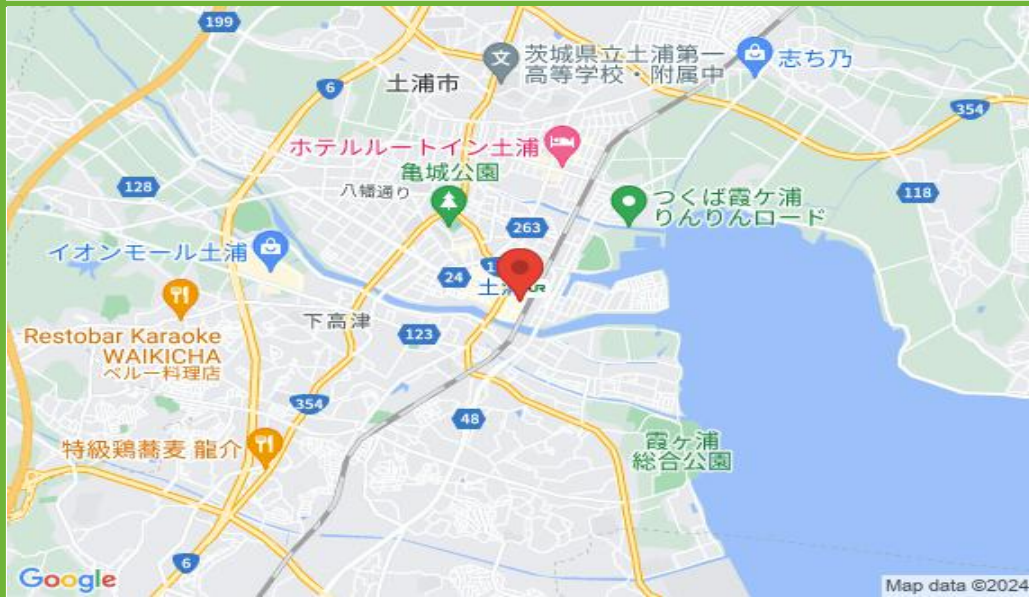 199
6
土浦市
茨城県立土浦第一
高等学校・附属中
志ち乃
354
ホテルルートイン土浦
128
八幡通り
亀城公園
つくば霞ケ浦
りんりんロード
118
263
イオンモール土浦
24
土浦
Restobar Karaoke
WAIKICHA
ペルー料理店
下高津
123
354
48
特級鶏蕎麦 龍介
霞ヶ浦
総合公園
6
Google
Map data ©2024